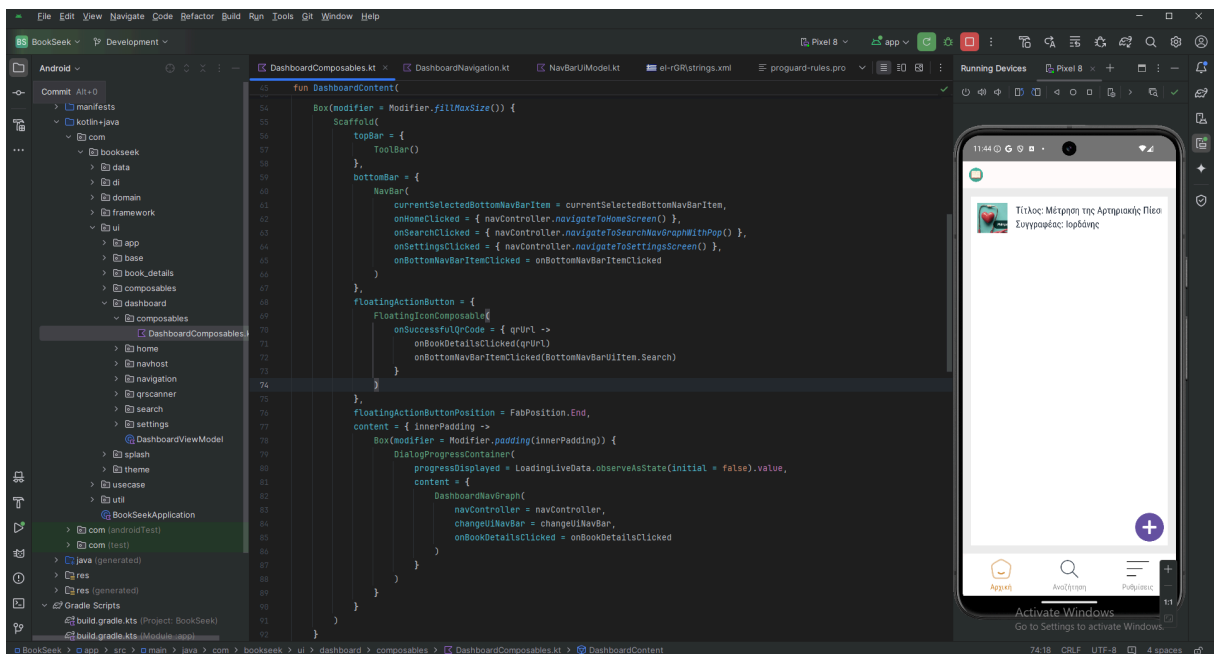 File Edit View Navigate Code Refactor Build Run Tools Git Window Help
BS BookSeek Development Pixel 8 app
Android DashboardComposables.kt DashboardNavigation.kt NavBarUiModel.kt el-rGR\strings.xml proguard-rules.pro Running Devices Pixel 8
Commit Alt+0
manifests
kotlin+java
com
bookseek
data
di
domain
framework
ui
app
base
book_details
composables
dashboard
composables
DashboardComposables.k
home
navhost
navigation
qrscanner
search
settings
DashboardViewModel
splash
theme
usecase
util
BookSeekApplication
com (androidTest)
com (test)
java (generated)
res
res (generated)
Gradle Scripts
build.gradle.kts (Project: BookSeek)
build.gradle.kts (Module :app)
45 fun DashboardContent(
54 Box(modifier = Modifier.fillMaxSize()) {
55 Scaffold(
56 topBar = {
57 ToolBar()
58 },
59 bottomBar = {
60 NavBar(
61 currentSelectedBottomNavBarItem = currentSelectedBottomNavBarItem,
62 onHomeClicked = { navController.navigateToHomeScreen() },
63 onSearchClicked = { navController.navigateToSearchNavGraphWithPop() },
64 onSettingsClicked = { navController.navigateToSettingsScreen() },
65 onBottomNavBarItemClicked = onBottomNavBarItemClicked
66 )
67 },
68 floatingActionButton = {
69 FloatingIconComposable(
70 onSuccessfulQrCode = { qrUrl ->
71 onBookDetailsClicked(qrUrl)
72 onBottomNavBarItemClicked(BottomNavBarUiItem.Search)
73 }
74 )
75 },
76 floatingActionButtonPosition = FabPosition.End,
77 content = { innerPadding ->
78 Box(modifier = Modifier.padding(innerPadding)) {
79 DialogProgressContainer(
80 progressDisplayed = LoadingLiveData.observeAsState(initial = false).value,
81 content = {
82 DashboardNavGraph(
83 navController = navController,
84 changeUiNavBar = changeUiNavBar,
85 onBookDetailsClicked = onBookDetailsClicked
86 )
87 }
88 )
89 }
90 }
91 )
92 }
11:44
Τίτλος: Μέτρηση της Αρτηριακής Πίεσ
Συγγραφέας: Ιορδάνης
Αρχική Αναζήτηση Ρυθμίσεις
1:1
Activate Windows
Go to Settings to activate Windows.
BookSeek > app > src > main > java > com > bookseek > ui > dashboard > composables > DashboardComposables.kt > DashboardContent 74:18 CRLF UTF-8 4 spaces